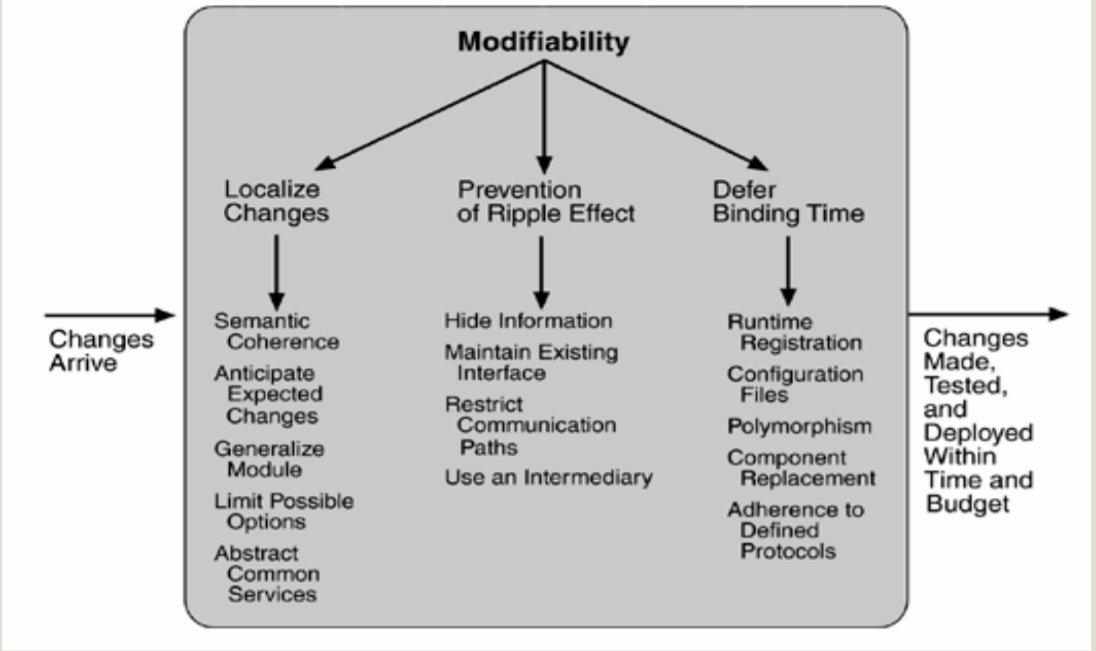 Modifiability
Localize
Changes
Prevention
of Ripple Effect
Defer
Binding Time
Changes
Arrive
Semantic
Coherence
Anticipate
Expected
Changes
Generalize
Module
Limit Possible
Options
Abstract
Common
Services
Hide Information
Maintain Existing
Interface
Restrict
Communication
Paths
Use an Intermediary
Runtime
Registration
Configuration
Files
Polymorphism
Component
Replacement
Adherence to
Defined
Protocols
Changes
Made,
Tested,
and
Deployed
Within
Time and
Budget